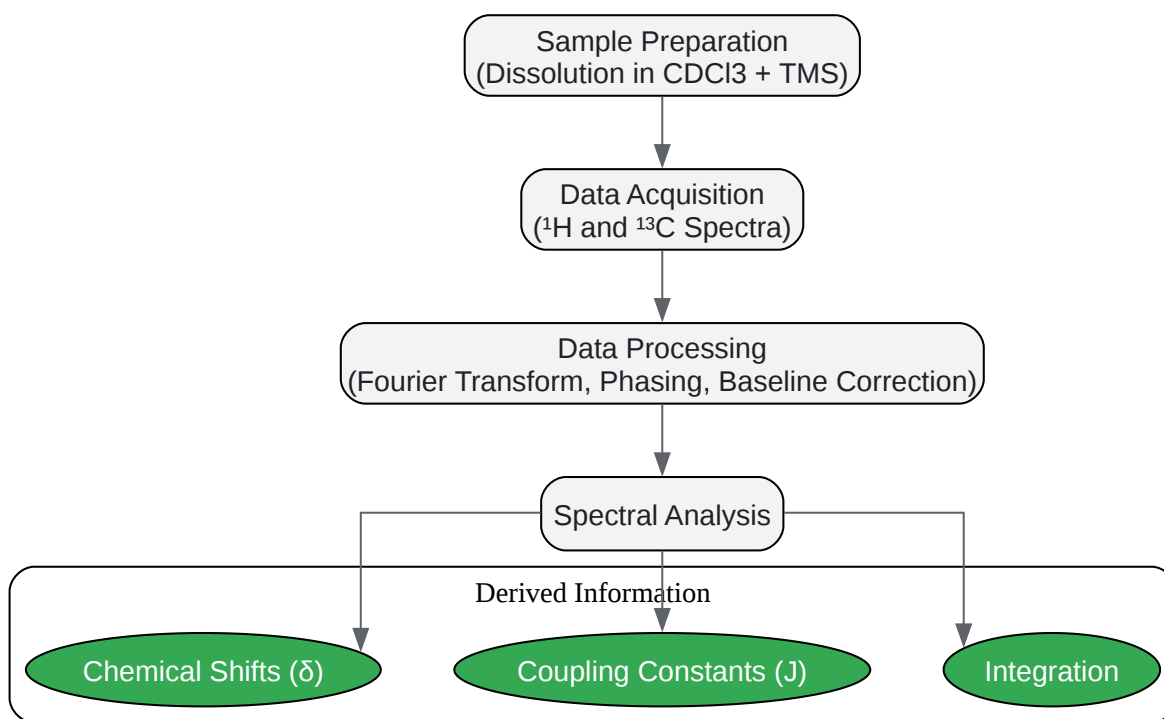 Sample Preparation
(Dissolution in CDCl3 + TMS)
Data Acquisition
(¹H and ¹³C Spectra)
Data Processing
(Fourier Transform, Phasing, Baseline Correction)
Spectral Analysis
Derived Information
Chemical Shifts (δ)
Coupling Constants (J)
Integration